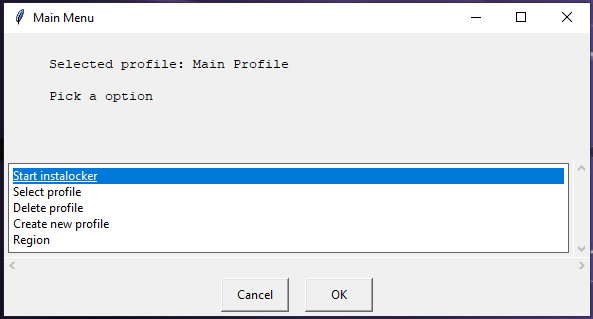 Main Menu
Selected profile: Main Profile
Pick a option
Start instalocker
Select profile
Delete profile
Create new profile
Region
Cancel OK